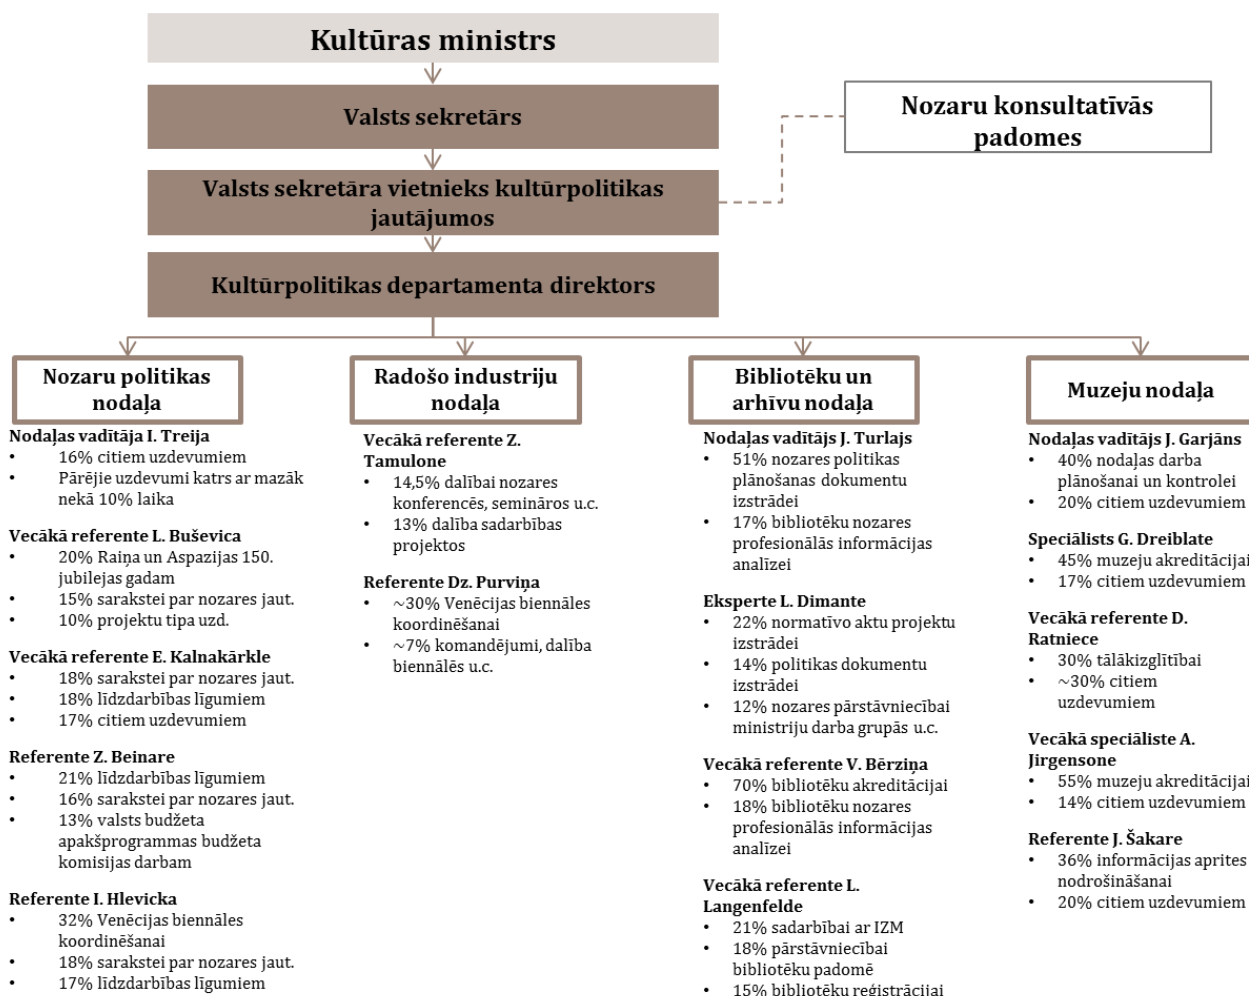 Kultūras ministrs
Valsts sekretārs
Nozaru konsultatīvās
padomes
Valsts sekretāra vietnieks kultūrpolitikas
jautājumos
Kultūrpolitikas departamenta direktors
Nozaru politikas
nodaļa
Nodaļas vadītāja I. Treija
• 16% citiem uzdevumiem
• Pārējie uzdevumi katrs ar mazāk
nekā 10% laika
Vecākā referente L. Buševica
• 20% Raiņa un Aspazijas 150.
jubilejas gadam
• 15% sarakstei par nozares jaut.
• 10% projektu tipa uzd.
Vecākā referente E. Kalnakārkle
• 18% sarakstei par nozares jaut.
• 18% līdzdarbības līgumiem
• 17% citiem uzdevumiem
Referente Z. Beinare
• 21% līdzdarbības līgumiem
• 16% sarakstei par nozares jaut.
• 13% valsts budžeta
apakšprogrammas budžeta
komisijas darbam
Referente I. Hlevicka
• 32% Venēcijas biennāles
koordinēšanai
• 18% sarakstei par nozares jaut.
• 17% līdzdarbības līgumiem
Radošo industriju
nodaļa
Vecākā referente Z.
Tamulone
• 14,5% dalībai nozares
konferencēs, semināros u.c.
• 13% dalība sadarbības
projektos
Referente Dz. Purviņa
• ~30% Venēcijas biennāles
koordinēšanai
• ~7% komandējumi, dalība
biennālēs u.c.
Bibliotēku un
arhīvu nodaļa
Nodaļas vadītājs J. Turlajs
• 51% nozares politikas
plānošanas dokumentu
izstrādei
• 17% bibliotēku nozares
profesionālās informācijas
analīzei
Eksperte L. Dimante
• 22% normatīvo aktu projektu
izstrādei
• 14% politikas dokumentu
izstrādei
• 12% nozares pārstāvniecībai
ministriju darba grupās u.c.
Vecākā referente V. Bērziņa
• 70% bibliotēku akreditācijai
• 18% bibliotēku nozares
profesionālās informācijas
analīzei
Vecākā referente L.
Langenfelde
• 21% sadarbībai ar IZM
• 18% pārstāvniecībai
bibliotēku padomē
• 15% bibliotēku reģistrācijai
Muzeju nodaļa
Nodaļas vadītājs J. Garjāns
• 40% nodaļas darba
plānošanai un kontrolei
• 20% citiem uzdevumiem
Speciālists G. Dreiblate
• 45% muzeju akreditācijai
• 17% citiem uzdevumiem
Vecākā referente D.
Ratniece
• 30% tālākizglītībai
• ~30% citiem
uzdevumiem
Vecākā speciāliste A.
Jirgensone
• 55% muzeju akreditācijai
• 14% citiem uzdevumiem
Referente J. Šakare
• 36% informācijas aprites
nodrošināšanai
• 20% citiem uzdevumiem